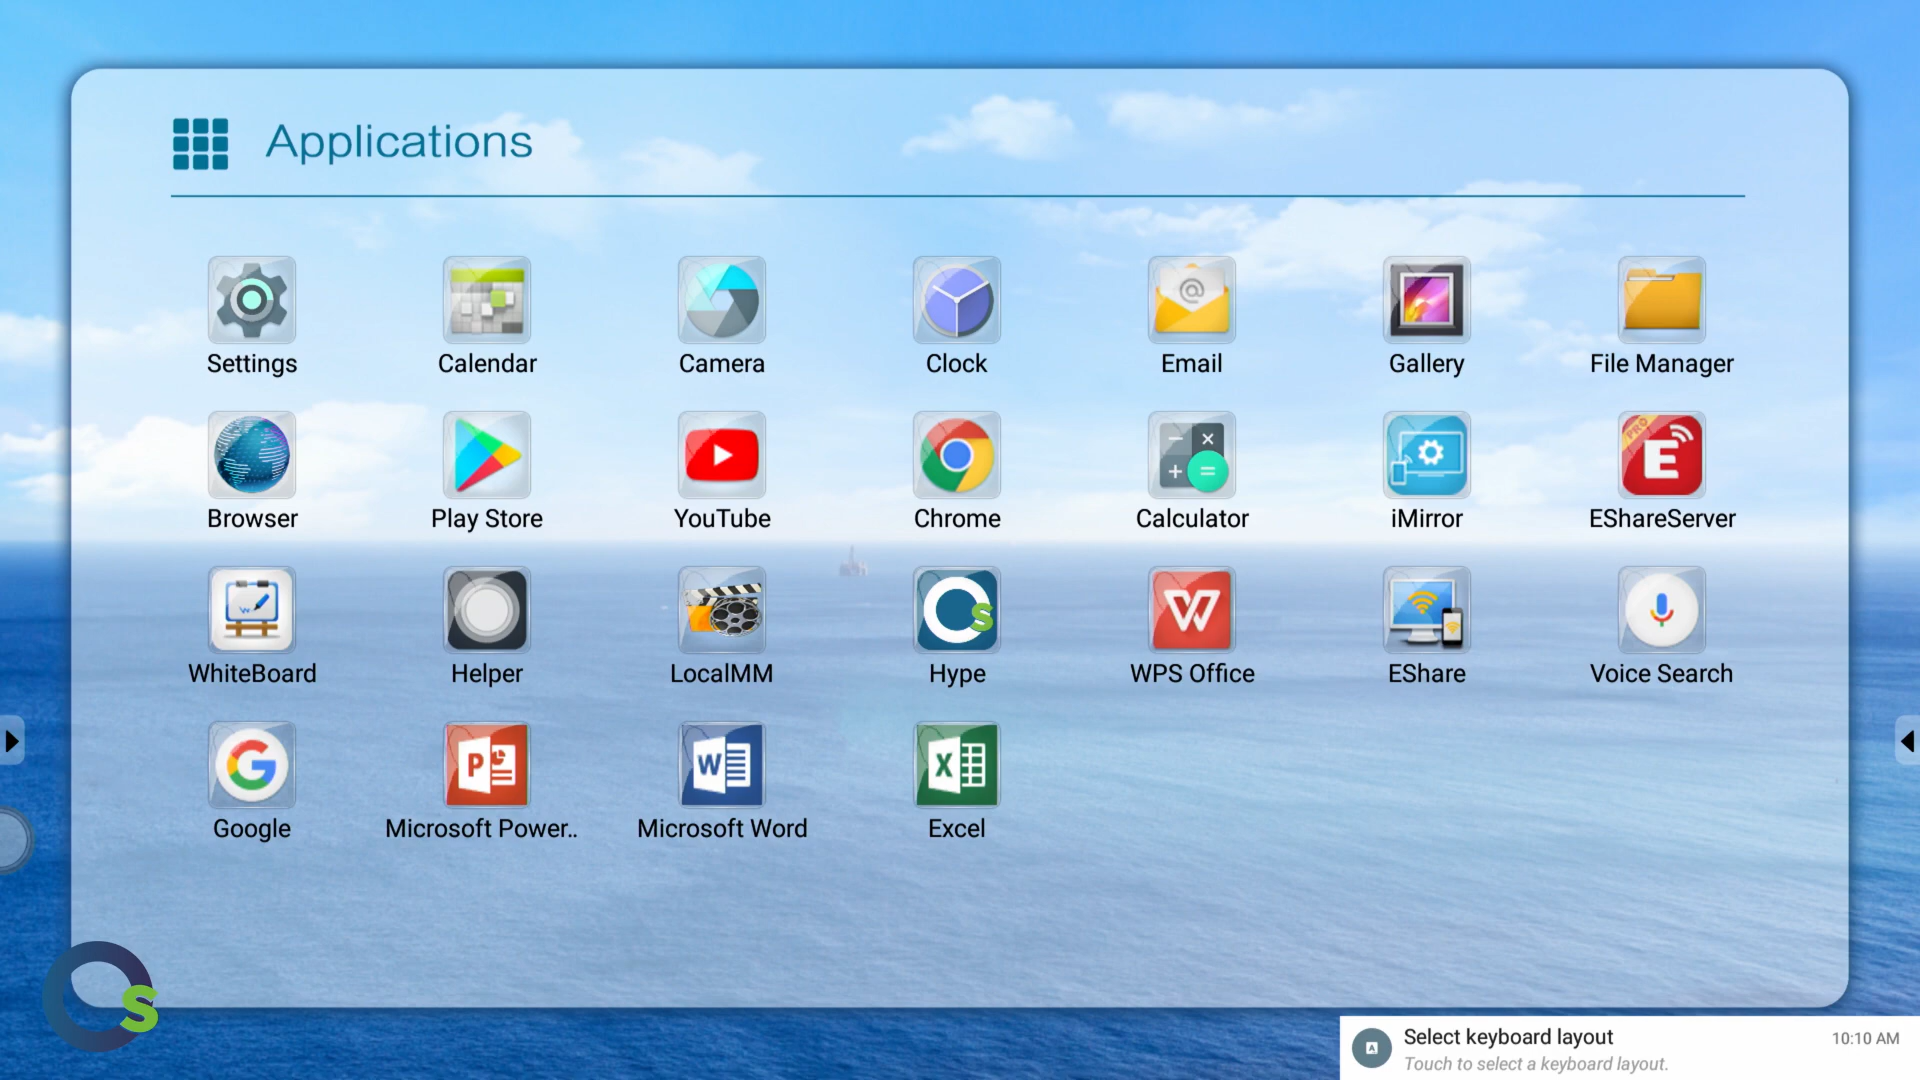 Applications
Settings
Calendar
Camera
Clock
@
Email
Gallery
File Manager
Browser
Play Store
YouTube
Chrome
Calculator
iMirror
PRO
E
EShareServer
WhiteBoard
Helper
LocalMM
S
Hype
W
WPS Office
EShare
Voice Search
G
Google
P
Microsoft Power..
W
Microsoft Word
X
Excel
S
Select keyboard layout
10:10 AM
A
Touch to select a keyboard layout.